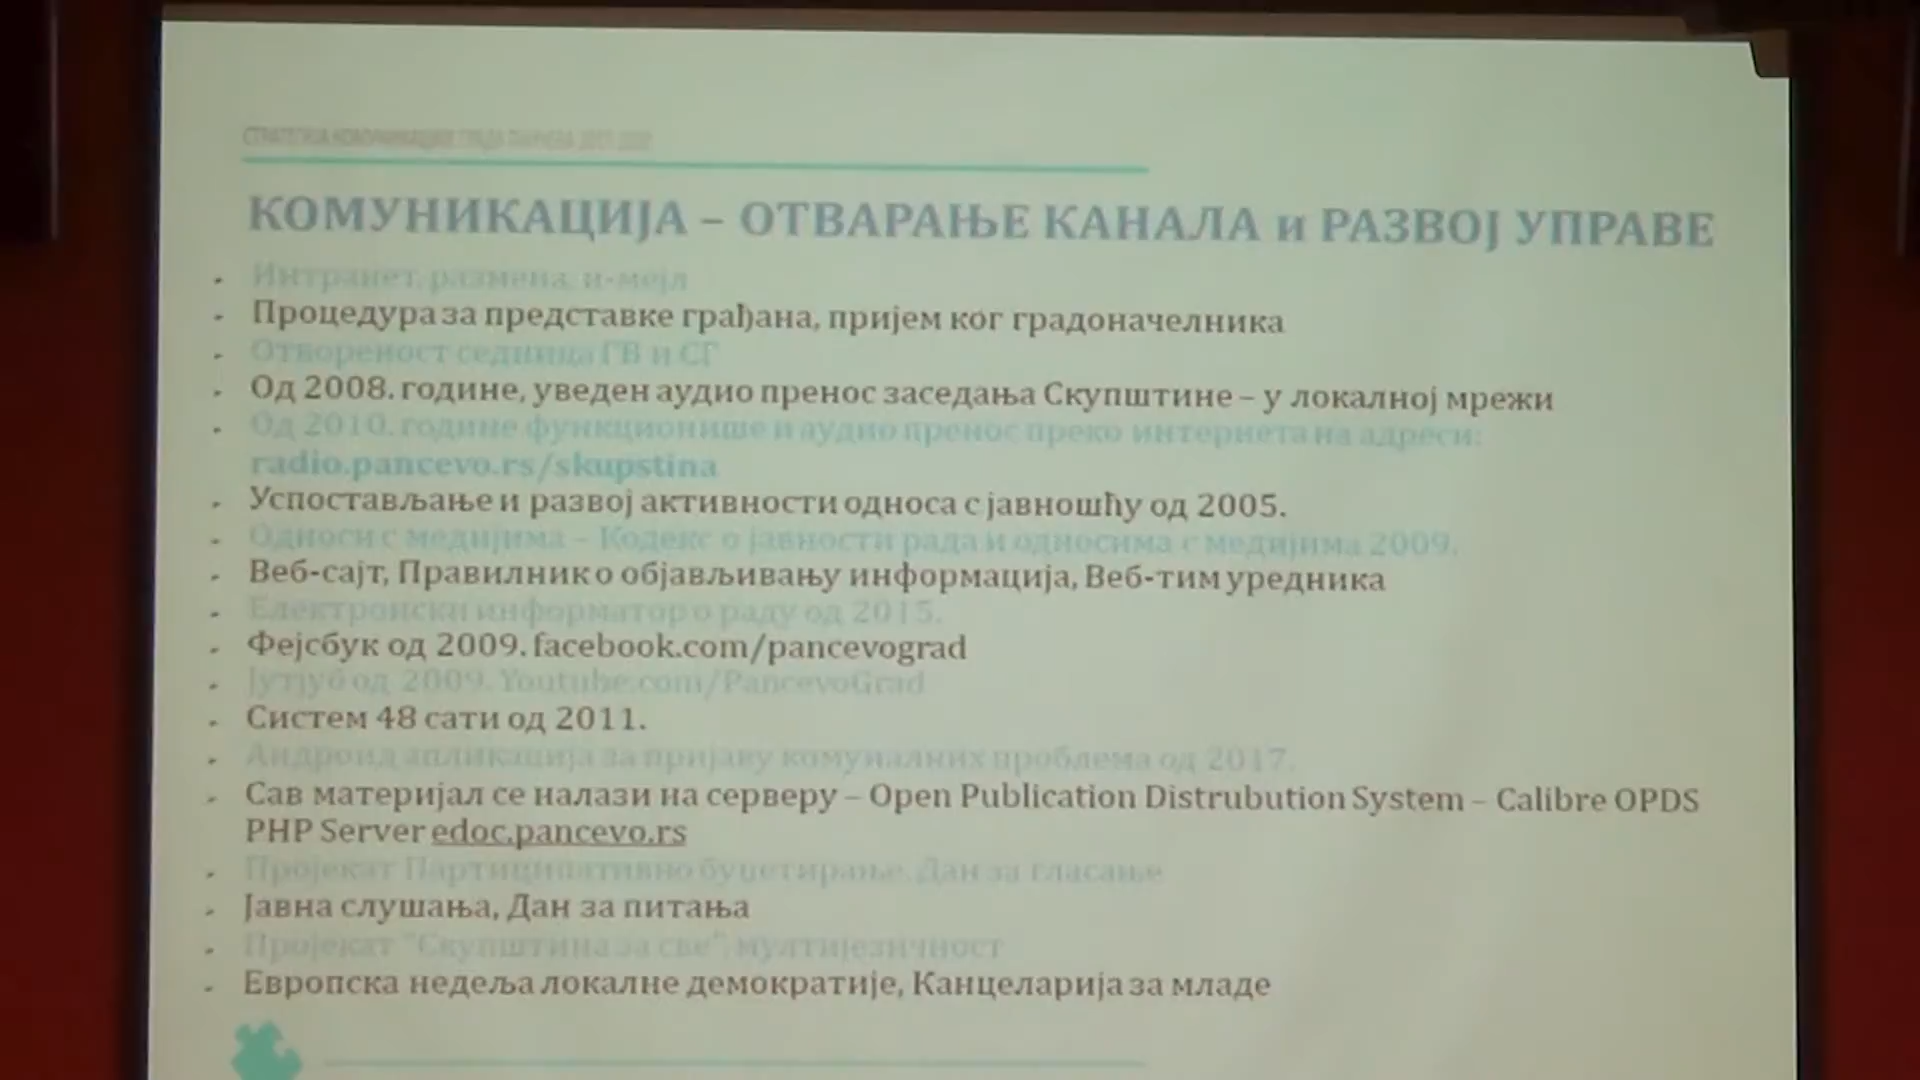 КОМУНИКАЦИЈА – ОТВАРАЊЕ КАНАЛА и РАЗВОЈ УПРАВЕ
Интранет, размена, и-мејл
Процедура за представке грађана, пријем ког градоначелника
Отвореност седница ГВ и СГ
Од 2008. године, уведен аудио пренос заседања Скупштине – у локалној мрежи
Од 2010. године функционише и аудио пренос преко интернета на адреси:
radio.pancevo.rs/skupstina
Успостављање и развој активности односа с јавношћу од 2005.
Односи с медијима – Кодекс о јавности рада и односима с медијима 2009.
Веб-сајт, Правилник о објављивању информација, Веб-тим уредника
Електронски информатор о раду од 2015.
Фејсбук од 2009. facebook.com/pancevograd
Јутјуб од 2009. Youtube.com/PancevoGrad
Систем 48 сати од 2011.
Андроид апликација за пријаву комуналних проблема од 2017.
Сав материјал се налази на серверу – Open Publication Distrubution System – Calibre OPDS
PHP Server edoc.pancevo.rs
Пројекат Партиципативно буџетирање, Дан за гласање
Јавна слушања, Дан за питања
Пројекат "Скупштина за све", мултијезичност
Европска недеља локалне демократије, Канцеларија за младе